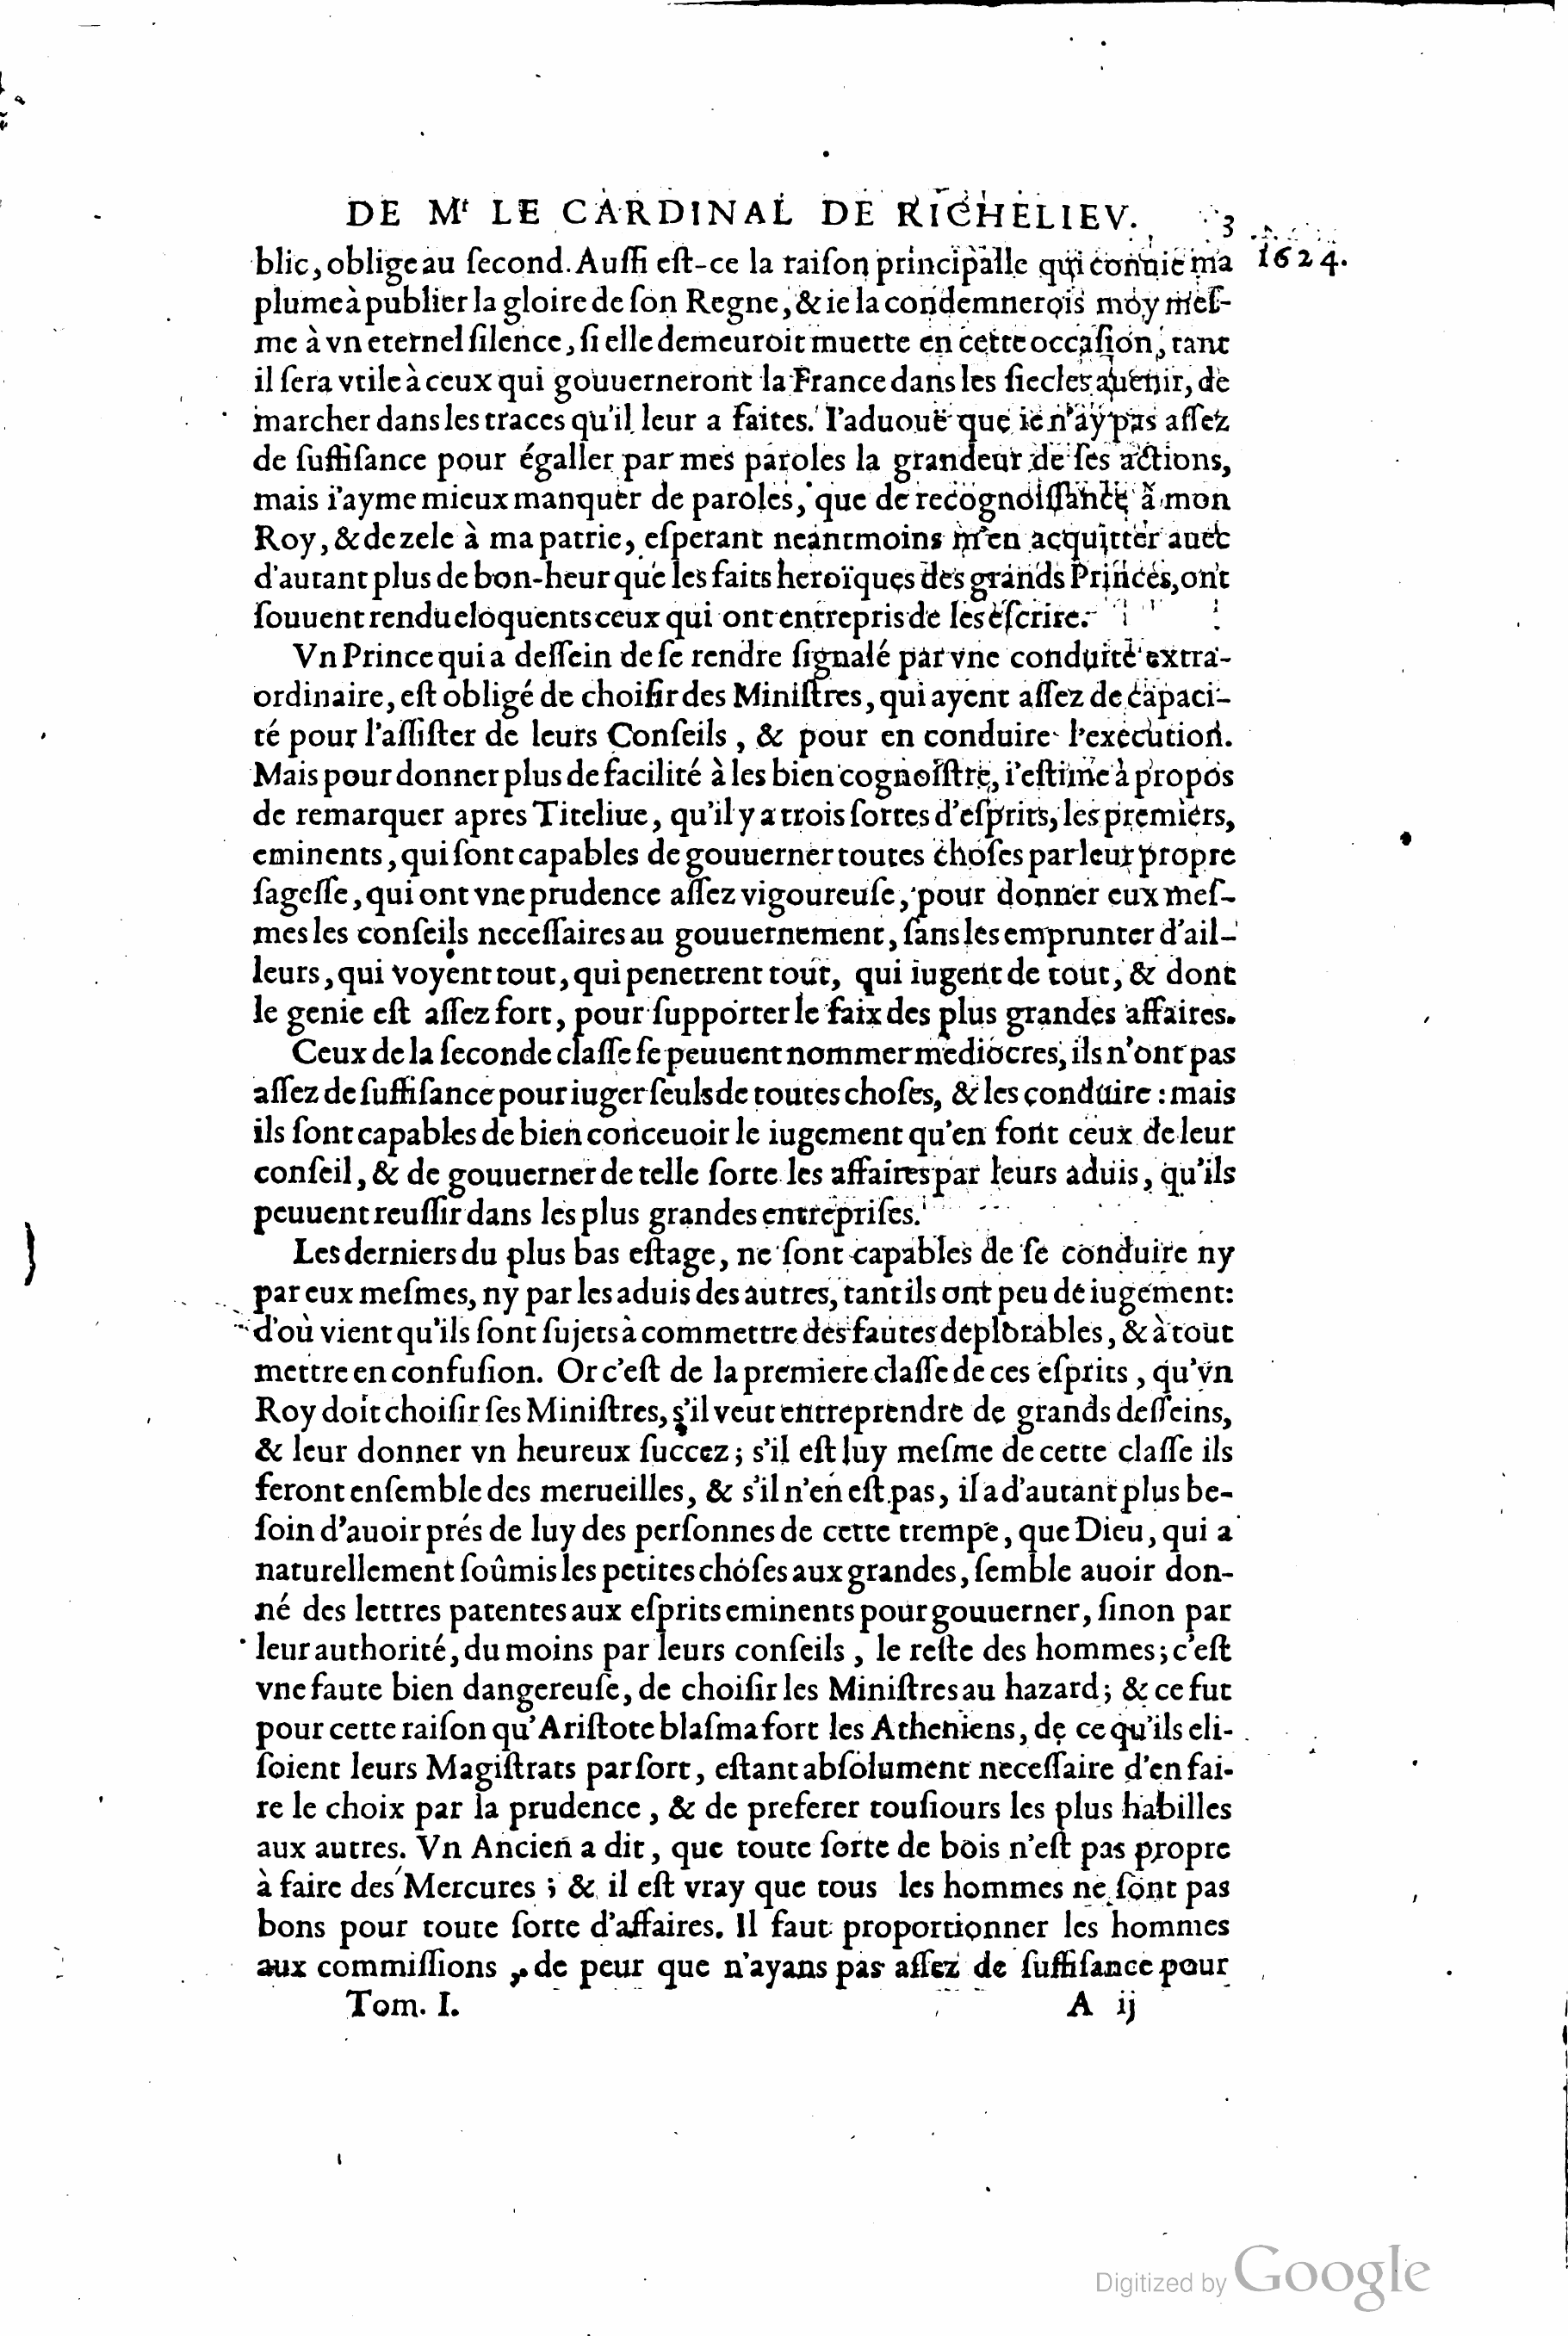 DE Mʳ LE CARDINAL DE RICHELIEV. 3
1624.
blic, oblige au ſecond. Auſſi eſt-ce la raiſon principalle qui conuie ma
plume à publier la gloire de ſon Regne, & ie la condemnerois moy meſ-
me à vn eternel ſilence, ſi elle demeuroit muette en cette occaſion, tant
il ſera vtile à ceux qui gouuerneront la France dans les ſiecles auenir, de
marcher dans les traces qu'il leur a faites. I'aduouë que ie n'ay pas aſſez
de ſuffiſance pour égaller par mes paroles la grandeur de ſes actions,
mais i'ayme mieux manquer de paroles, que de recognoiſſance à mon
Roy, & de zele à ma patrie, eſperant neantmoins m'en acquitter auec
d'autant plus de bon-heur que les faits heroïques des grands Princes, ont
ſouuent rendu eloquents ceux qui ont entrepris de les eſcrire.
Vn Prince qui a deſſein de ſe rendre ſignalé par vne conduite extra-
ordinaire, eſt obligé de choiſir des Miniſtres, qui ayent aſſez de capaci-
té pour l'aſſiſter de leurs Conſeils, & pour en conduire l'execution.
Mais pour donner plus de facilité à les bien cognoiſtre, i'eſtime à propos
de remarquer apres Titeliue, qu'il y a trois ſortes d'eſprits, les premiers,
eminents, qui ſont capables de gouuerner toutes choſes par leur propre
ſageſſe, qui ont vne prudence aſſez vigoureuſe, pour donner eux meſ-
mes les conſeils neceſſaires au gouuernement, ſans les emprunter d'ail-
leurs, qui voyent tout, qui penetrent tout, qui iugent de tout, & dont
le genie eſt aſſez fort, pour ſupporter le faix des plus grandes affaires.
Ceux de la ſeconde claſſe ſe peuuent nommer mediocres, ils n'ont pas
aſſez de ſuffiſance pour iuger ſeuls de toutes choſes, & les conduire : mais
ils ſont capables de bien conceuoir le iugement qu'en font ceux de leur
conſeil, & de gouuerner de telle ſorte les affaires par leurs aduis, qu'ils
peuuent reuſſir dans les plus grandes entrepriſes.
Les derniers du plus bas eſtage, ne ſont capables de ſe conduire ny
par eux meſmes, ny par les aduis des autres, tant ils ont peu de iugement:
d'où vient qu'ils ſont ſujets à commettre des fautes deplorables, & à tout
mettre en confuſion. Or c'eſt de la premiere claſſe de ces eſprits, qu'vn
Roy doit choiſir ſes Miniſtres, s'il veut entreprendre de grands deſſeins,
& leur donner vn heureux ſuccez; s'il eſt luy meſme de cette claſſe ils
feront enſemble des merueilles, & s'il n'en eſt pas, il a d'autant plus be-
ſoin d'auoir prés de luy des perſonnes de cette trempe, que Dieu, qui a
naturellement ſoûmis les petites choſes aux grandes, ſemble auoir don-
né des lettres patentes aux eſprits eminents pour gouuerner, ſinon par
leur authorité, du moins par leurs conſeils, le reſte des hommes; c'eſt
vne faute bien dangereuſe, de choiſir les Miniſtres au hazard; & ce fut
pour cette raiſon qu'Ariſtote blaſma fort les Atheniens, de ce qu'ils eli-
ſoient leurs Magiſtrats par ſort, eſtant abſolument neceſſaire d'en fai-
re le choix par la prudence, & de preferer touſiours les plus habilles
aux autres. Vn Ancien a dit, que toute ſorte de bois n'eſt pas propre
à faire des Mercures ; & il eſt vray que tous les hommes ne ſont pas
bons pour toute ſorte d'affaires. Il faut proportionner les hommes
aux commiſſions, de peur que n'ayans pas aſſez de ſuffiſance pour
Tom. I. A ij
Digitized by Google